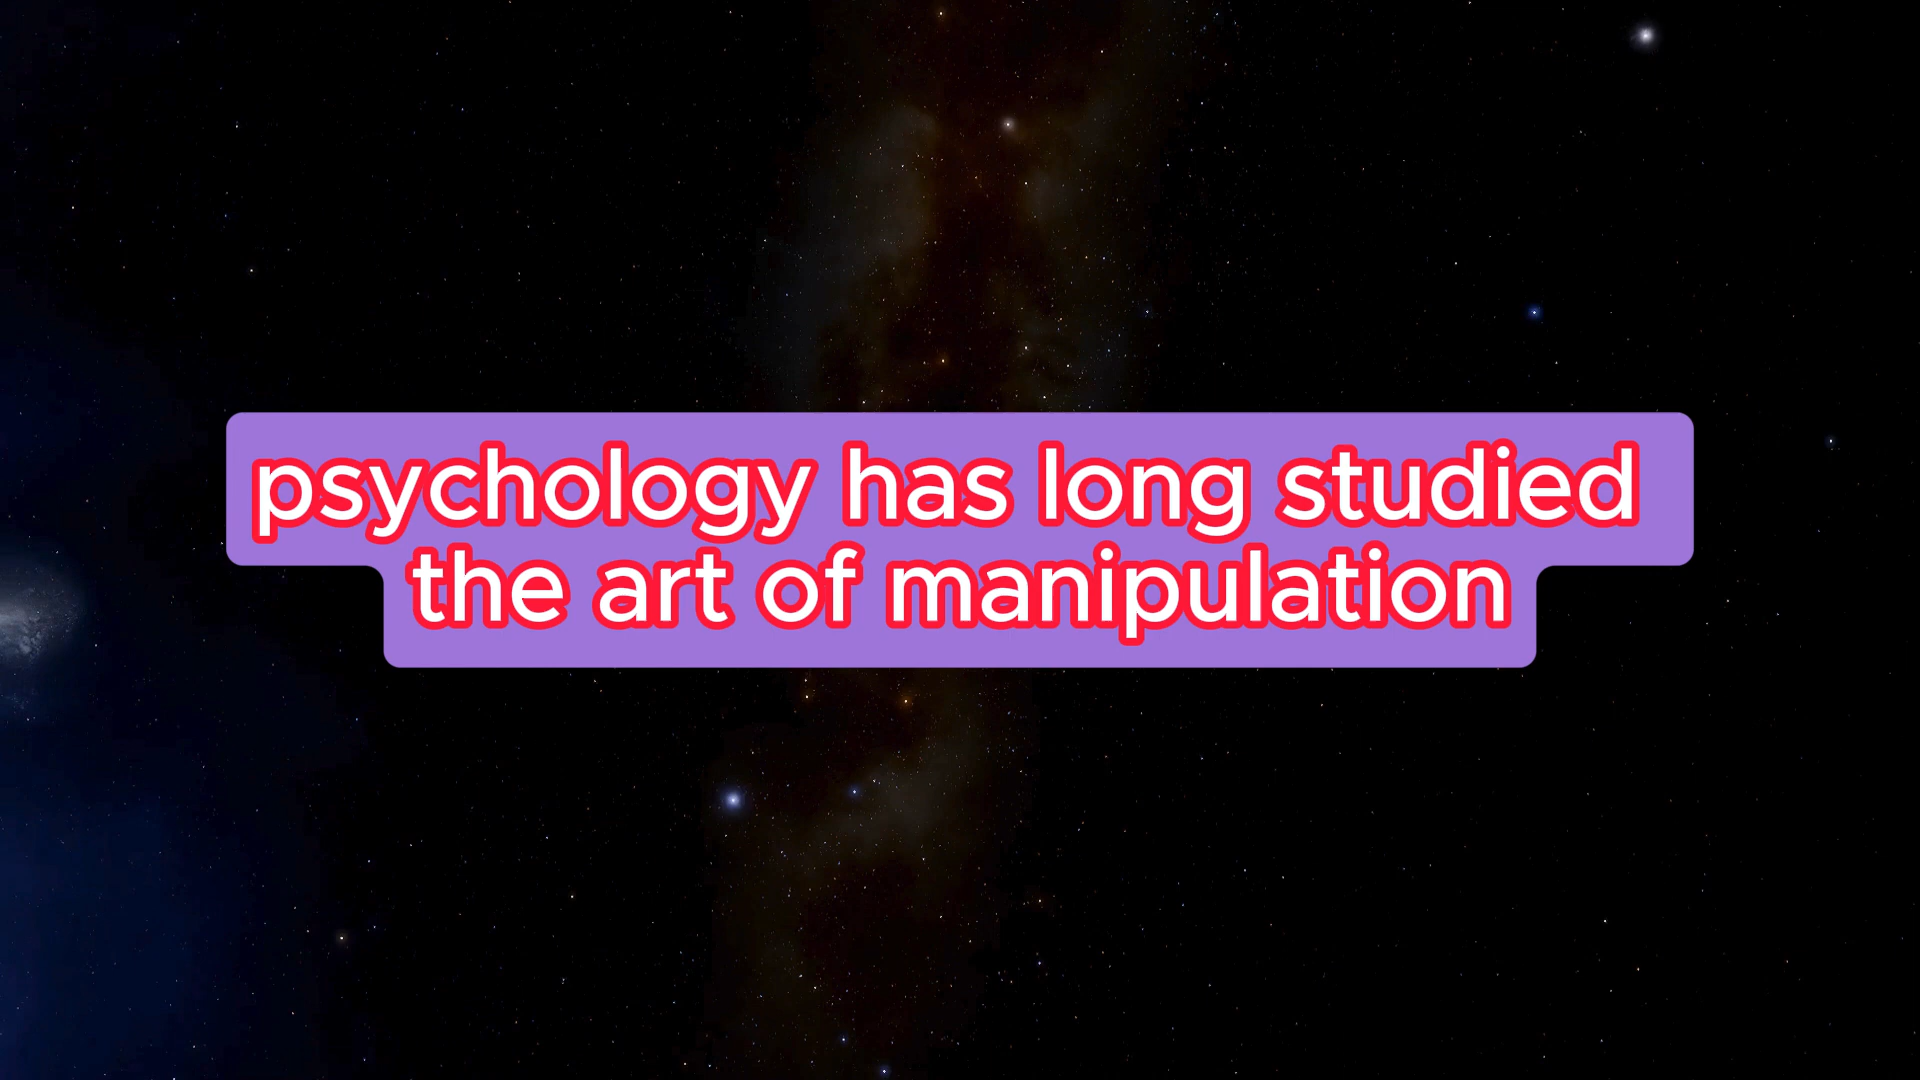 psychology has long studied
the art of manipulation